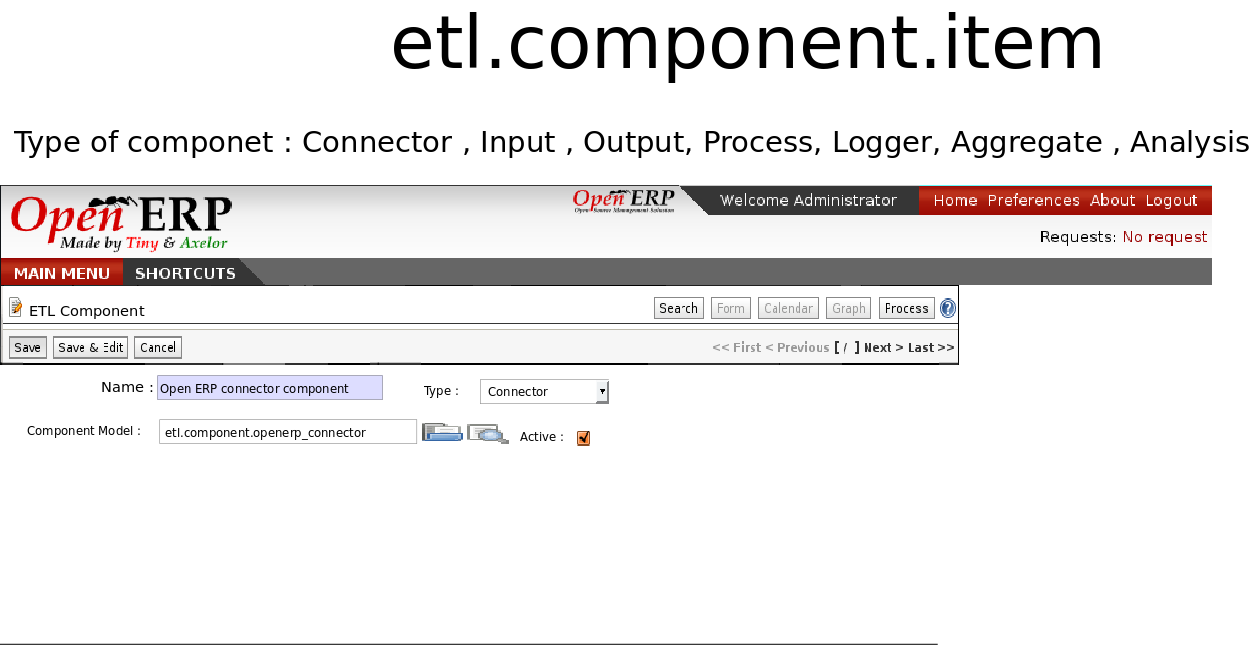 etl.component.item
Type of componet : Connector , Input , Output, Process, Logger, Aggregate , Analysis
Open ERP
Made by Tiny & Axelor
Open ERP
Open Source Management Solution
Welcome Administrator
Home Preferences About Logout
Requests: No request
MAIN MENU SHORTCUTS
ETL Component
Search Form Calendar Graph Process ?
Save Save & Edit Cancel << First < Previous [ / ] Next > Last >>
Name : Open ERP connector component Type : Connector
Component Model : etl.component.openerp_connector Active :